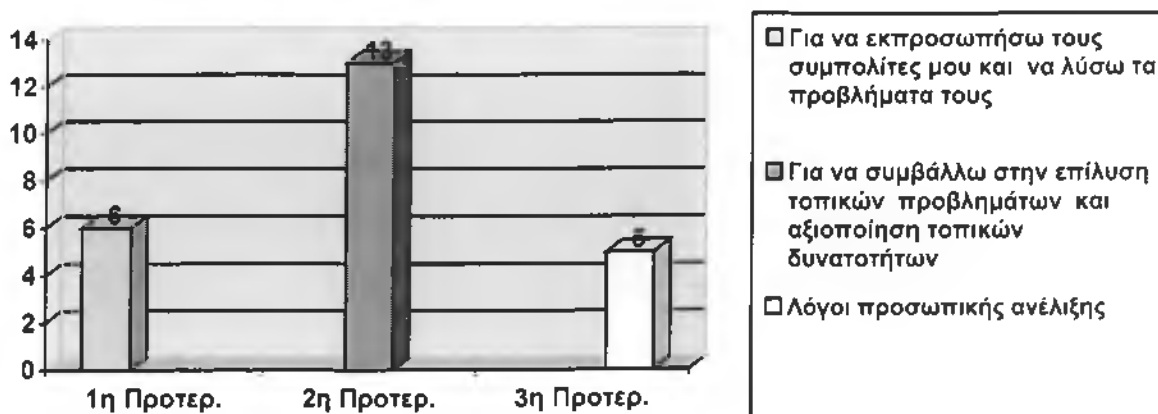 14
12
10
8
6
4
2
0
6
13
5
1η Προτερ.
2η Προτερ.
3η Προτερ.
Για να εκπροσωπήσω τους
συμπολίτες μου και να λύσω τα
προβλήματα τους
Για να συμβάλλω στην επίλυση
τοπικών προβλημάτων και
αξιοποίηση τοπικών
δυνατοτήτων
Λόγοι προσωπικής ανέλιξης